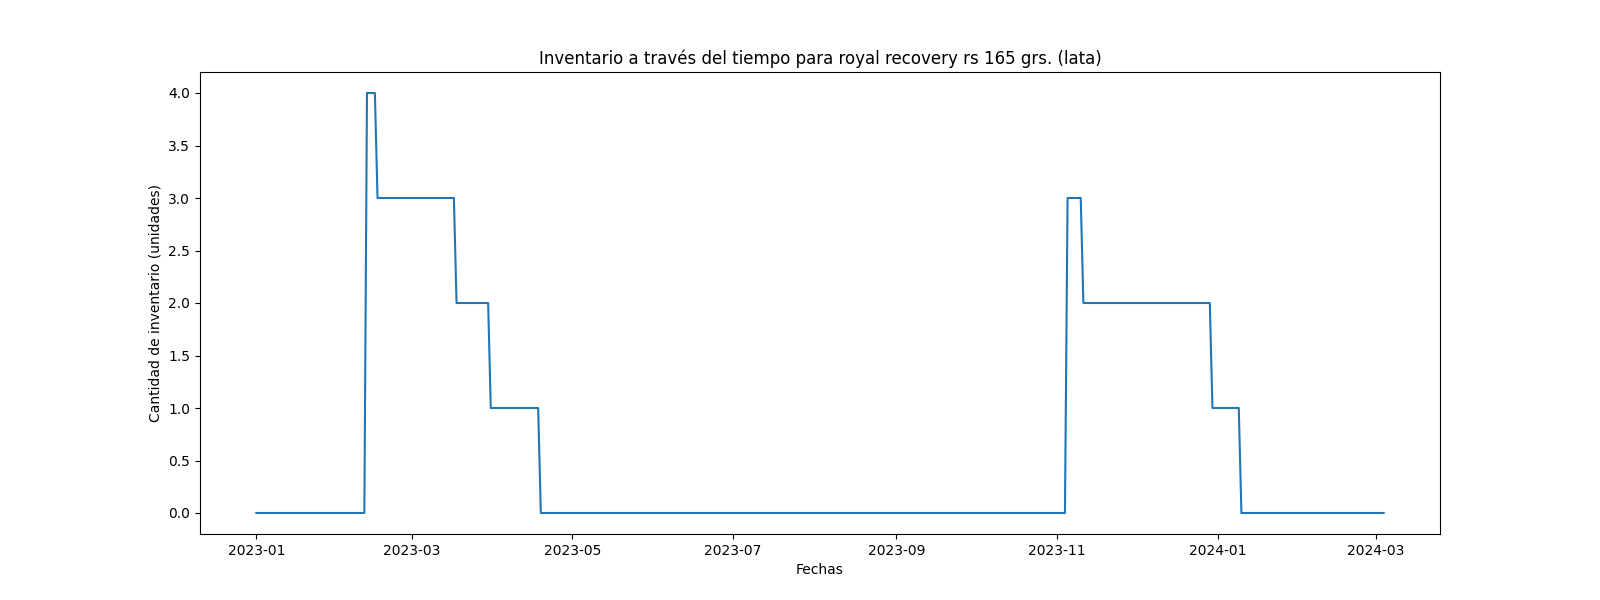 Inventario a través del tiempo para royal recovery rs 165 grs. (lata)
Cantidad de inventario (unidades)
4.0
3.5
3.0
2.5
2.0
1.5
1.0
0.5
0.0
2023-01 2023-03 2023-05 2023-07 2023-09 2023-11 2024-01 2024-03
Fechas